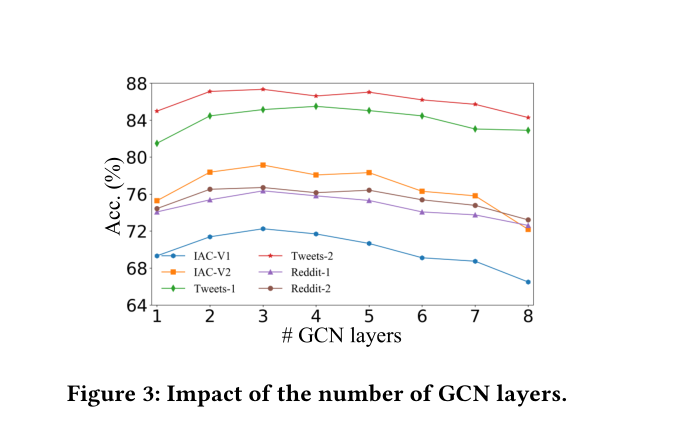 88
84
80
76
72
68
64
Acc. (%)
IAC-V1
IAC-V2
Tweets-1
Tweets-2
Reddit-1
Reddit-2
1 2 3 4 5 6 7 8
# GCN layers
Figure 3: Impact of the number of GCN layers.